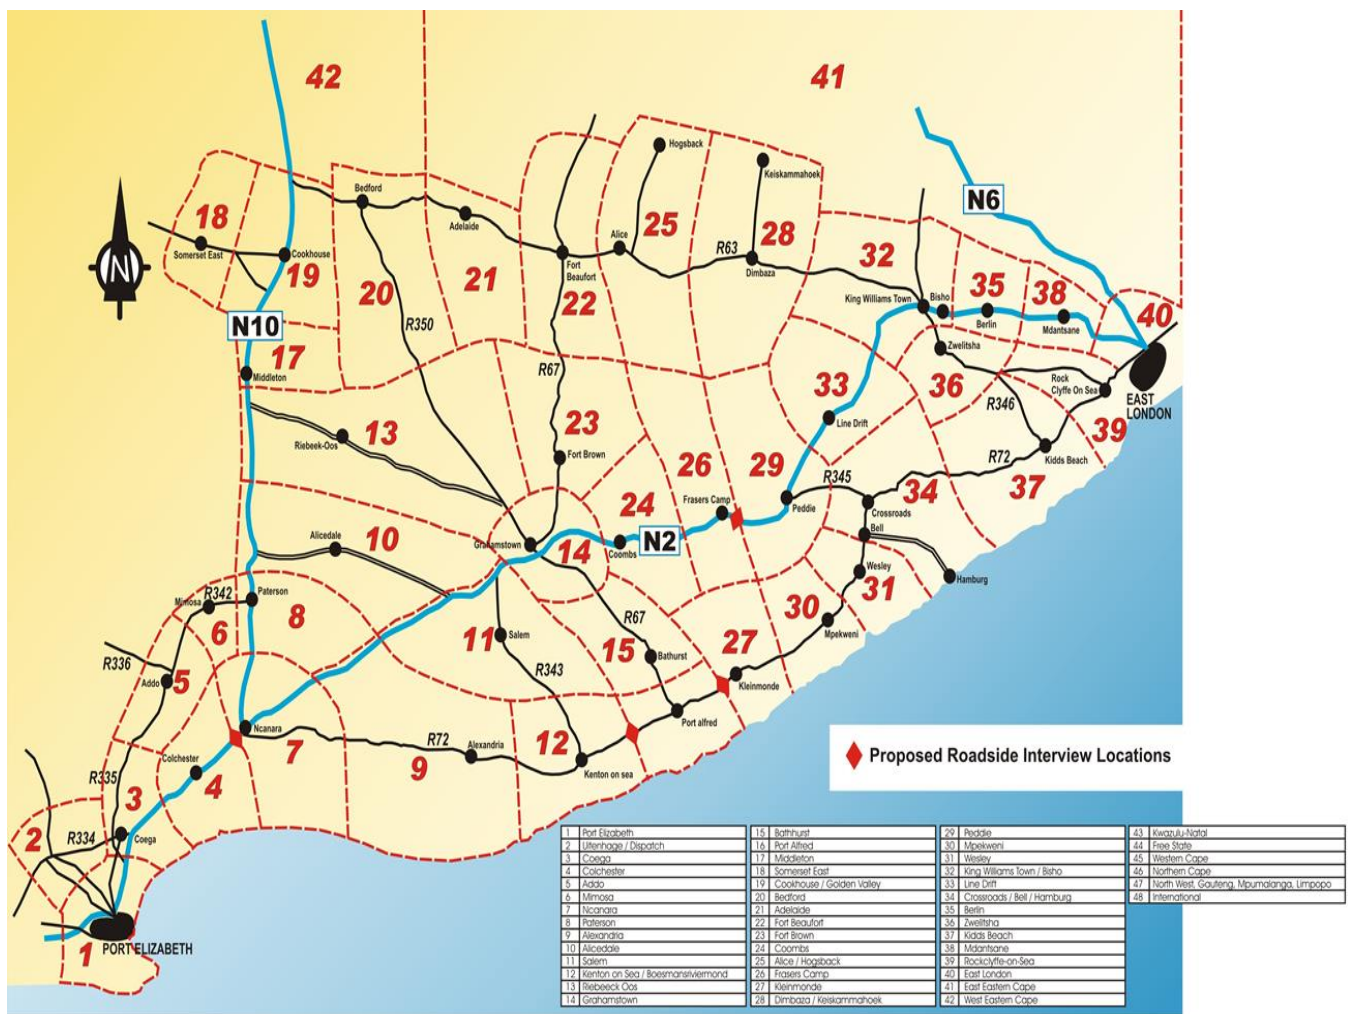 42
41
Hogsback
Keiskammahoek
18
Bedford
N6
Adelaide
25
28
Alice
R63
32
Somerset East
Cookhouse
N
19
20
21
Fort
Beaufort
22
Dimbaza
King Williams Town
Bisho
35
38
40
Berlin
Mdantsane
N10
R350
17
Zwelitsha
Middleton
R67
33
36
Rock
Clyffe On Sea
EAST
LONDON
R346
39
13
23
Line Drift
Riebeek-Oos
Fort Brown
26
29
R72
Kidds Beach
R345
34
37
24
Frasers Camp
Peddie
Crossroads
Alicedale
10
Grahamstown
14
Coombs
N2
Bell
Wesley
31
Hamburg
R342
Paterson
Mimosa
6
8
30
R67
11
Salem
15
Mpekweni
R336
Addo
5
R343
Bathurst
27
Kleinmonde
Ncanara
Port alfred
7
R72
Alexandria
12
Colchester
4
9
Kenton on sea
R335
3
2
R334
Coega
1
PORT ELIZABETH
Proposed Roadside Interview Locations
1 Port Elizabeth
2 Uitenhage / Dispatch
3 Coega
4 Colchester
5 Addo
6 Mimosa
7 Ncanara
8 Paterson
9 Alexandria
10 Alicedale
11 Salem
12 Kenton on Sea / Boesmansriviermond
13 Riebeeck Oos
14 Grahamstown
15 Bathhurst
16 Port Alfred
17 Middleton
18 Somerset East
19 Cookhouse / Golden Valley
20 Bedford
21 Adelaide
22 Fort Beaufort
23 Fort Brown
24 Coombs
25 Alice / Hogsback
26 Frasers Camp
27 Kleinmonde
28 Dimbaza / Keiskammahoek
29 Peddie
30 Mpekweni
31 Wesley
32 King Williams Town / Bisho
33 Line Drift
34 Crossroads / Bell / Hamburg
35 Berlin
36 Zwelitsha
37 Kidds Beach
38 Mdantsane
39 Rockclyffe-on-Sea
40 East London
41 East Eastern Cape
42 West Eastern Cape
43 Kwazulu-Natal
44 Free State
45 Western Cape
46 Northern Cape
47 North West, Gauteng, Mpumalanga, Limpopo
48 International